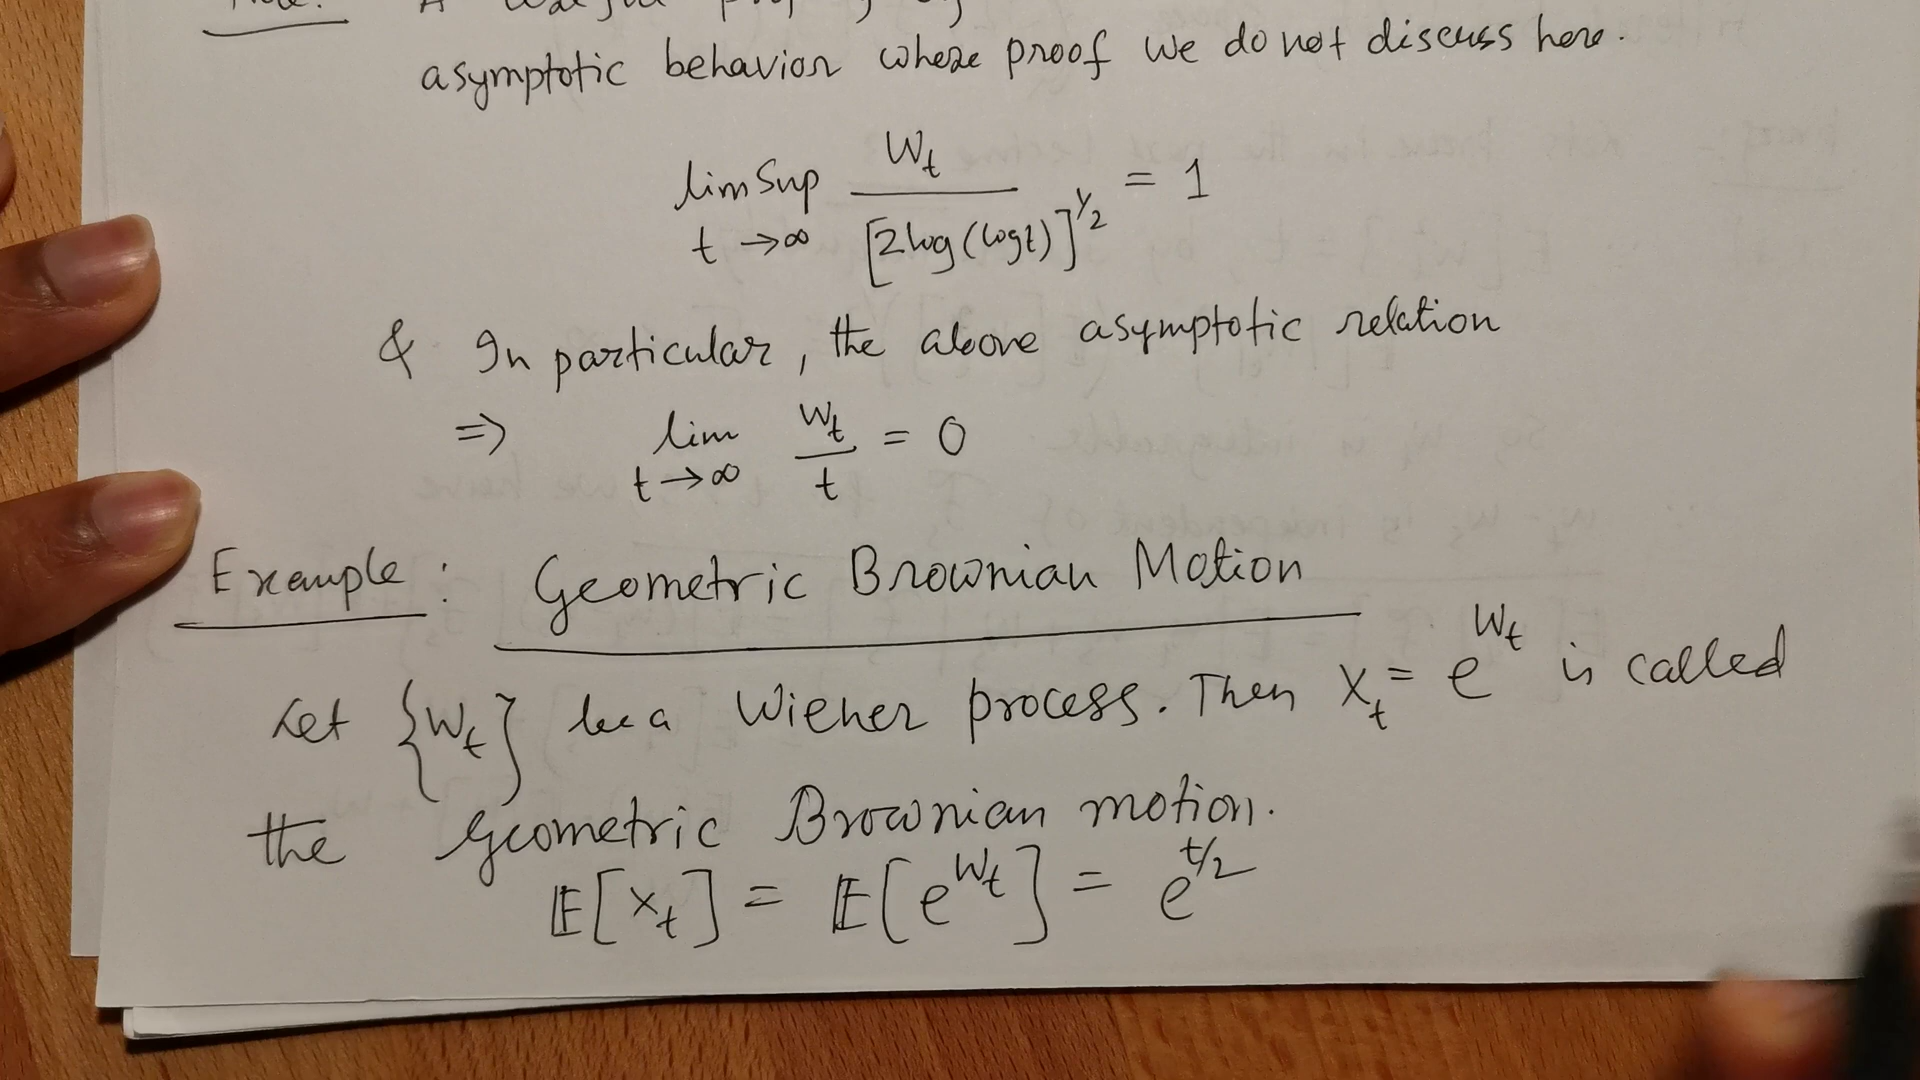 A
asymptotic behavior whose proof we do not discuss here.
lim Sup W_t / [2 log (log t)]^1/2 = 1
t → ∞
& In particular, the above asymptotic relation
⇒ lim W_t / t = 0
t → ∞
Example : Geometric Brownian Motion
Let {W_t} be a Wiener process. Then X_t = e^W_t is called
the Geometric Brownian motion.
E[X_t] = E[e^W_t] = e^t/2